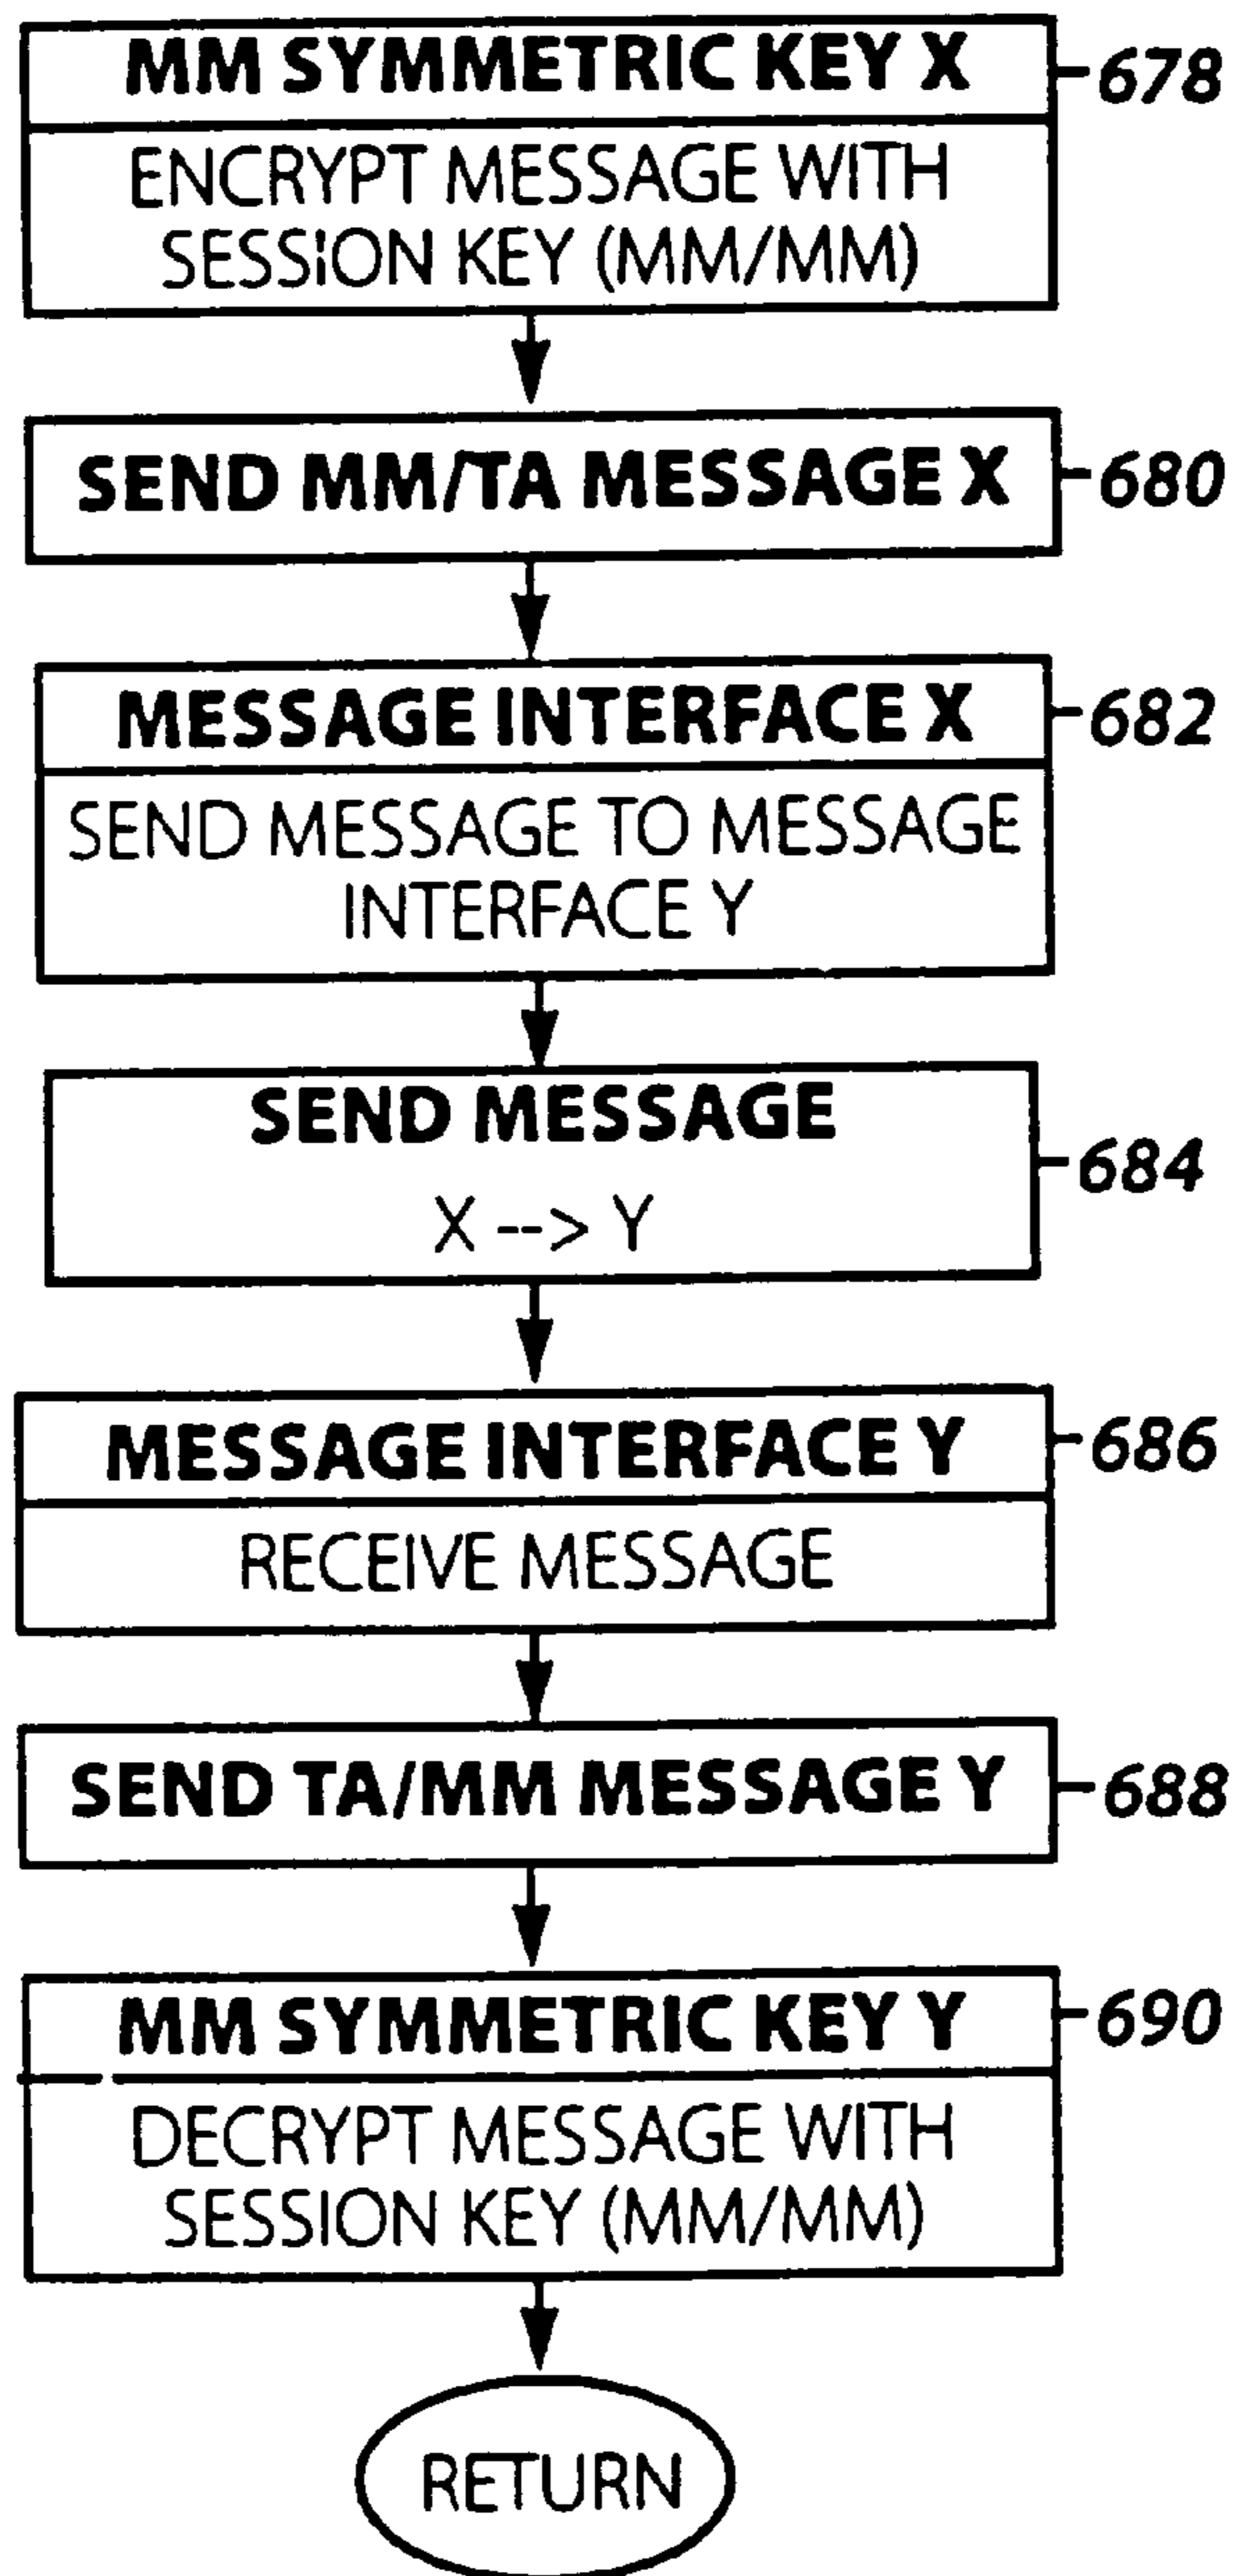 MM SYMMETRIC KEY X
678
ENCRYPT MESSAGE WITH
SESSION KEY (MM/MM)
SEND MM/TA MESSAGE X
680
MESSAGE INTERFACE X
682
SEND MESSAGE TO MESSAGE
INTERFACE Y
SEND MESSAGE
684
X --> Y
MESSAGE INTERFACE Y
686
RECEIVE MESSAGE
SEND TA/MM MESSAGE Y
688
MM SYMMETRIC KEY Y
690
DECRYPT MESSAGE WITH
SESSION KEY (MM/MM)
RETURN